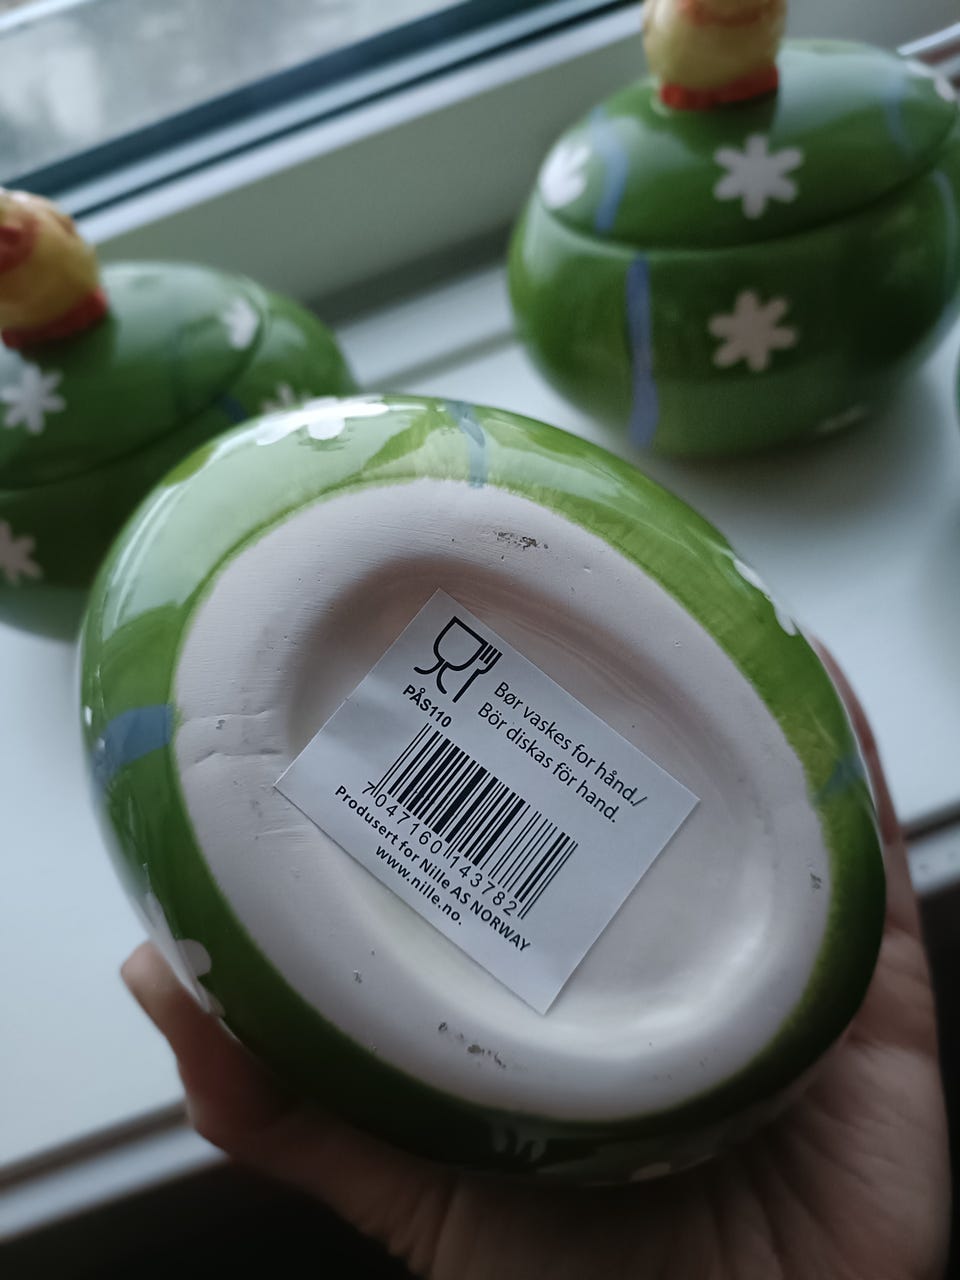 Bør vaskes for hånd./
Bör diskas för hand.
PÅS110
7047160143782
Produsert for Nille AS NORWAY
www.nille.no.